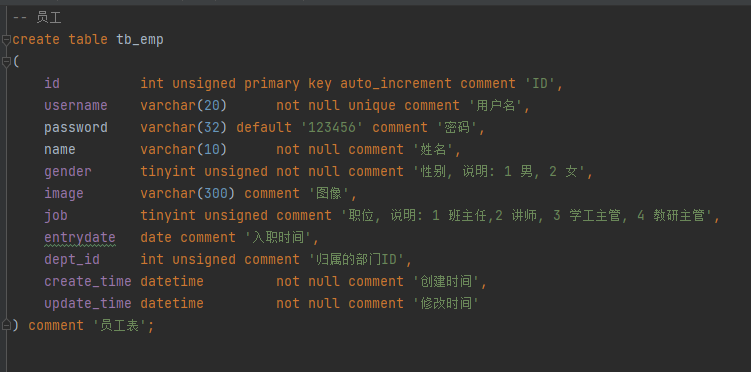 -- 员工
create table tb_emp
(
    id          int unsigned primary key auto_increment comment 'ID',
    username    varchar(20)      not null unique comment '用户名',
    password    varchar(32) default '123456' comment '密码',
    name        varchar(10)      not null comment '姓名',
    gender      tinyint unsigned not null comment '性别, 说明: 1 男, 2 女',
    image       varchar(300) comment '图像',
    job         tinyint unsigned comment '职位, 说明: 1 班主任,2 讲师, 3 学工主管, 4 教研主管',
    entrydate   date comment '入职时间',
    dept_id     int unsigned comment '归属的部门ID',
    create_time datetime         not null comment '创建时间',
    update_time datetime         not null comment '修改时间'
) comment '员工表';